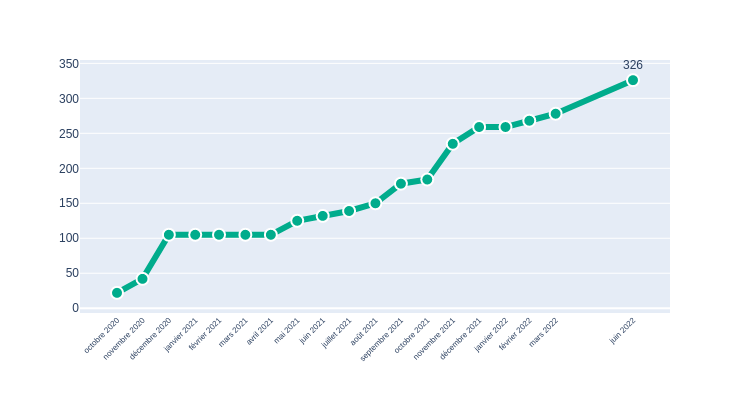 350
326
300
250
200
150
100
50
0
octobre 2020
novembre 2020
décembre 2020
janvier 2021
février 2021
mars 2021
avril 2021
mai 2021
juin 2021
juillet 2021
août 2021
septembre 2021
octobre 2021
novembre 2021
décembre 2021
janvier 2022
février 2022
mars 2022
juin 2022